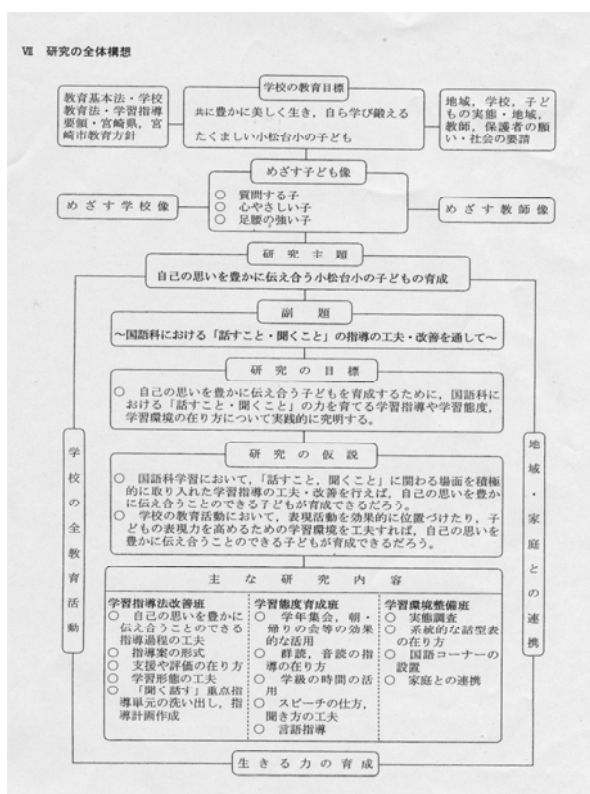 Ⅶ 研究の全体構想
学校の教育目標
教育基本法・学校
教育法・学習指導
要領・宮崎県，宮
崎市教育方針
共に豊かに美しく生き，自ら学び鍛える
たくましい小松台小の子ども
地域，学校，子ど
もの実態・地域，
教師，保護者の願
い・社会の要請
めざす子ども像
めざす学校像
○ 質問する子
○ 心やさしい子
○ 足腰の強い子
めざす教師像
研究主題
自己の思いを豊かに伝え合う小松台小の子どもの育成
副題
～国語科における「話すこと・聞くこと」の指導の工夫・改善を通して～
研究の目標
○ 自己の思いを豊かに伝え合う子どもを育成するために，国語科に
おける「話すこと・聞くこと」の力を育てる学習指導や学習態度，
学習環境の在り方について実践的に究明する。
研究の仮説
○ 国語科学習において，「話すこと，聞くこと」に関わる場面を積極
的に取り入れた学習指導の工夫・改善を行えば，自己の思いを豊か
に伝え合うことのできる子どもが育成できるだろう。
○ 学校の教育活動において，表現活動を効果的に位置づけたり，子ど
もの表現力を高めるための学習環境を工夫すれば，自己の思いを
豊かに伝え合うことのできる子どもが育成できるだろう。
学校の全教育活動
地域・家庭との連携
主な研究内容
学習指導法改善班
○ 自己の思いを豊かに
伝え合うことのできる
指導過程の工夫
○ 指導案の形式
○ 支援や評価の在り方
○ 学習形態の工夫
○ 「聞く話す」重点指
導単元の洗い出し，指
導計画作成
学習態度育成班
○ 学年集会，朝・
帰りの会等の効果
的な活用
○ 群読，音読の指
導の在り方
○ 学級の時間の活
用
○ スピーチの仕方，
聞き方の工夫
○ 言語指導
学習環境整備班
○ 実態調査
○ 系統的な話型表
の在り方
○ 国語コーナーの
設置
○ 家庭との連携
生きる力の育成